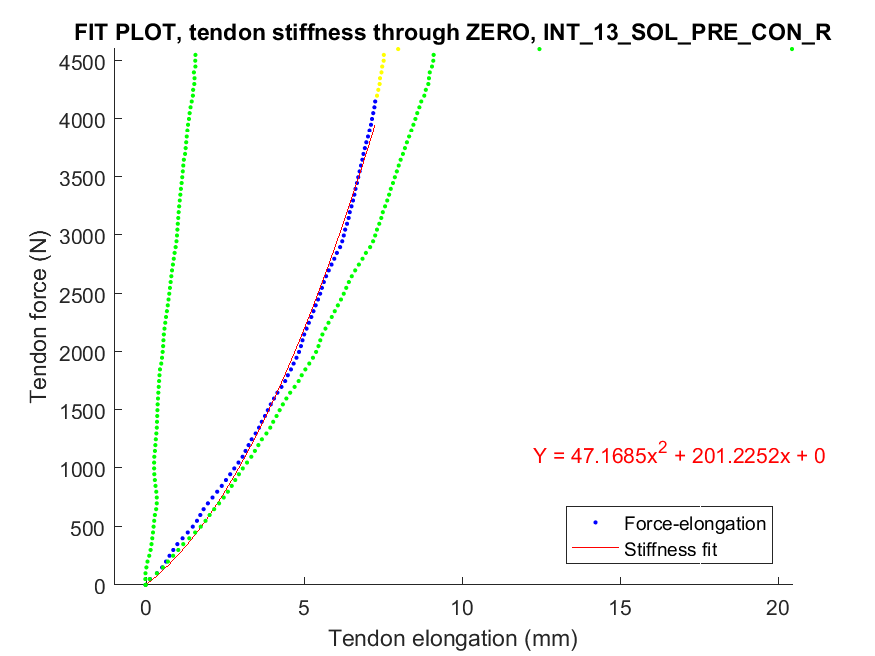 FIT PLOT, tendon stiffness through ZERO, INT_13_SOL_PRE_CON_R
4500
4000
3500
3000
2500
2000
1500
1000
500
0
Tendon force (N)
Y = 47.1685x² + 201.2252x + 0
Force-elongation
Stiffness fit
0 5 10 15 20
Tendon elongation (mm)